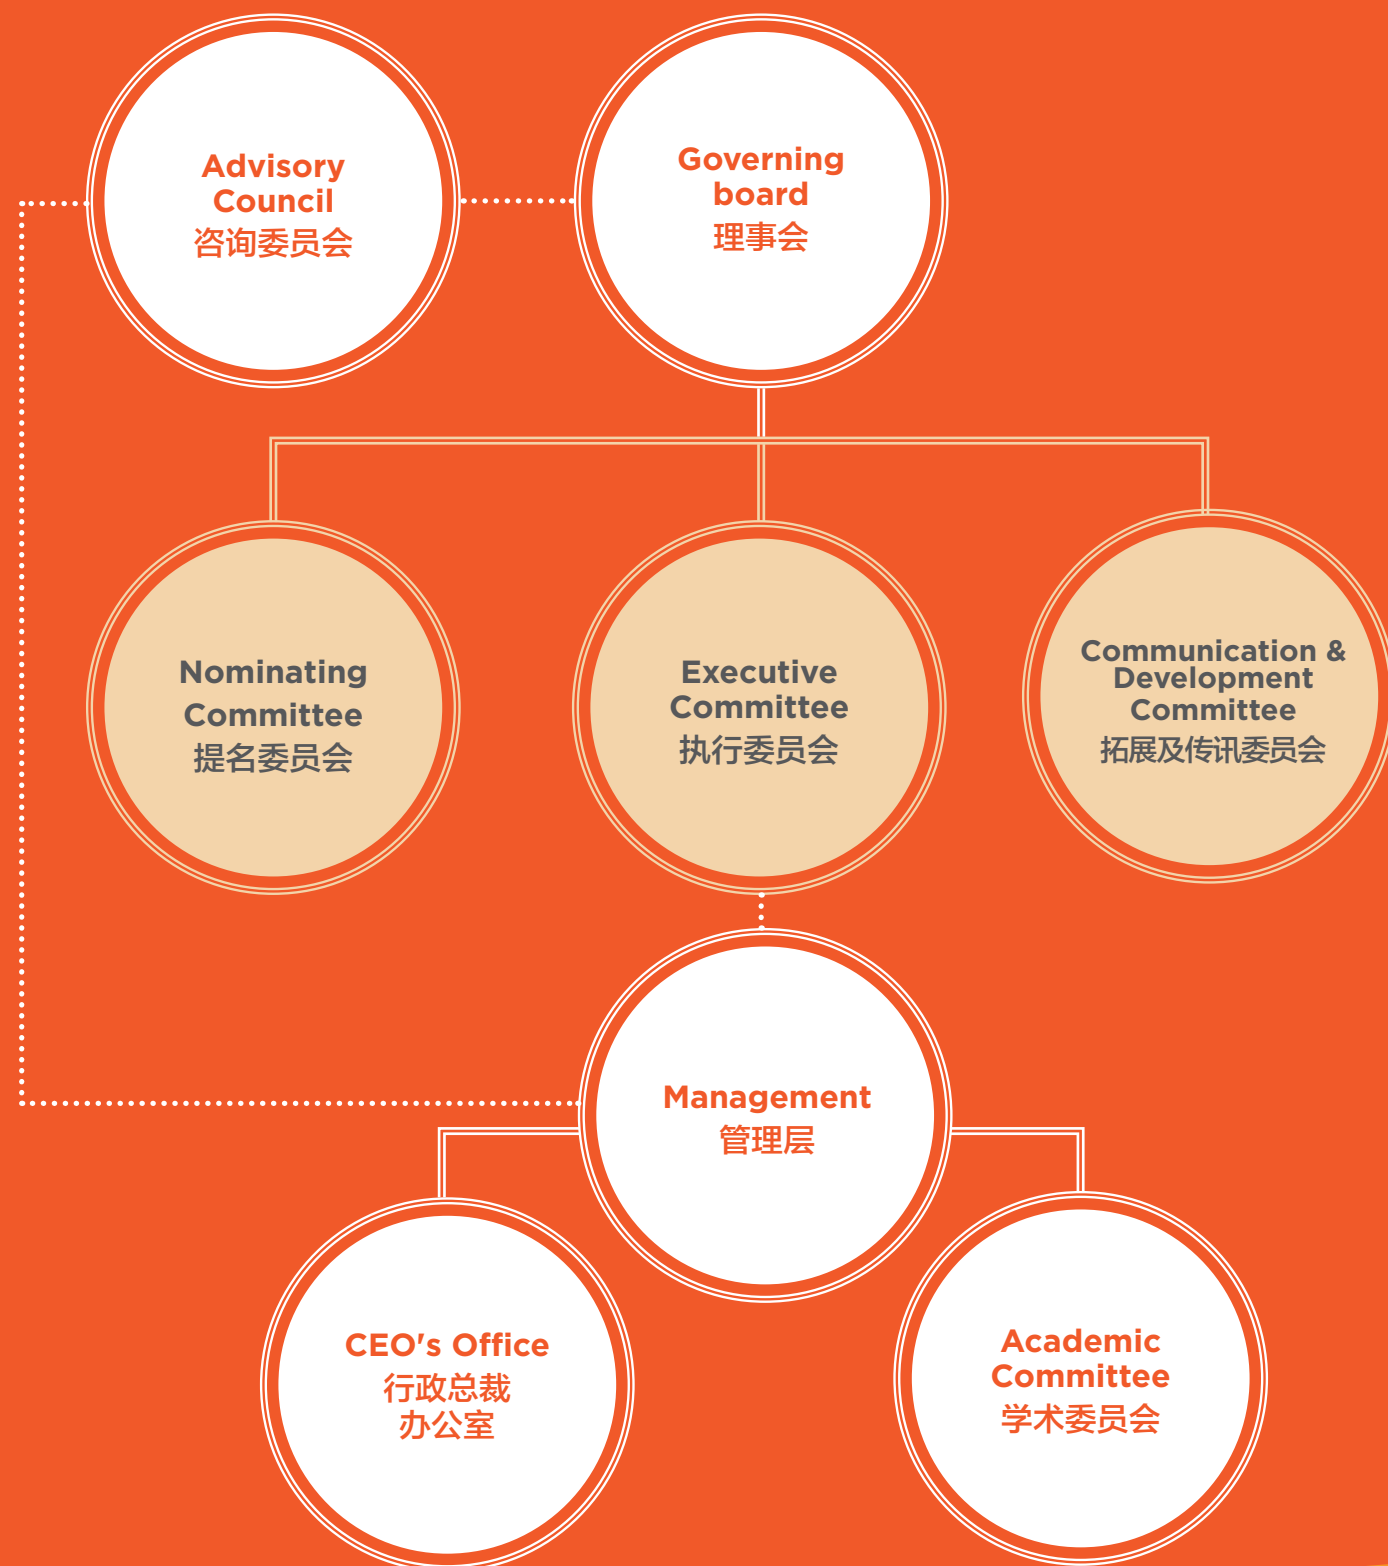 Advisory
Council
咨询委员会
Governing
board
理事会
Nominating
Committee
提名委员会
Executive
Committee
执行委员会
Communication &
Development
Committee
拓展及传讯委员会
Management
管理层
CEO's Office
行政总裁
办公室
Academic
Committee
学术委员会